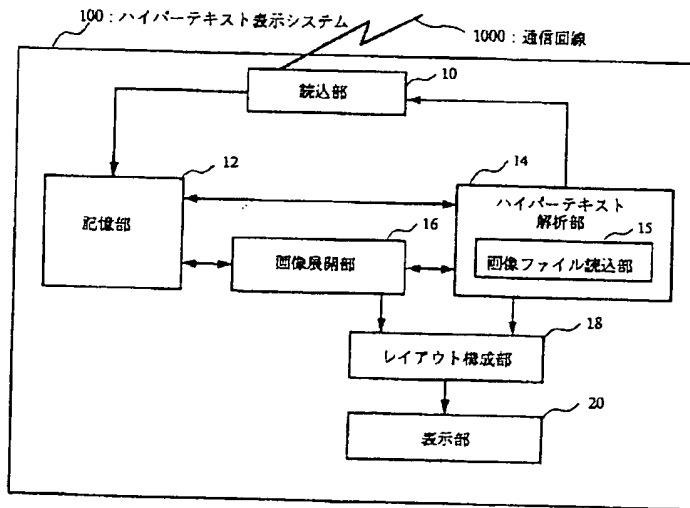 100：ハイパーテキスト表示システム
1000：通信回線
10
読込部
12
記憶部
14
ハイパーテキスト
解析部
15
画像ファイル読込部
16
画像展開部
18
レイアウト構成部
20
表示部